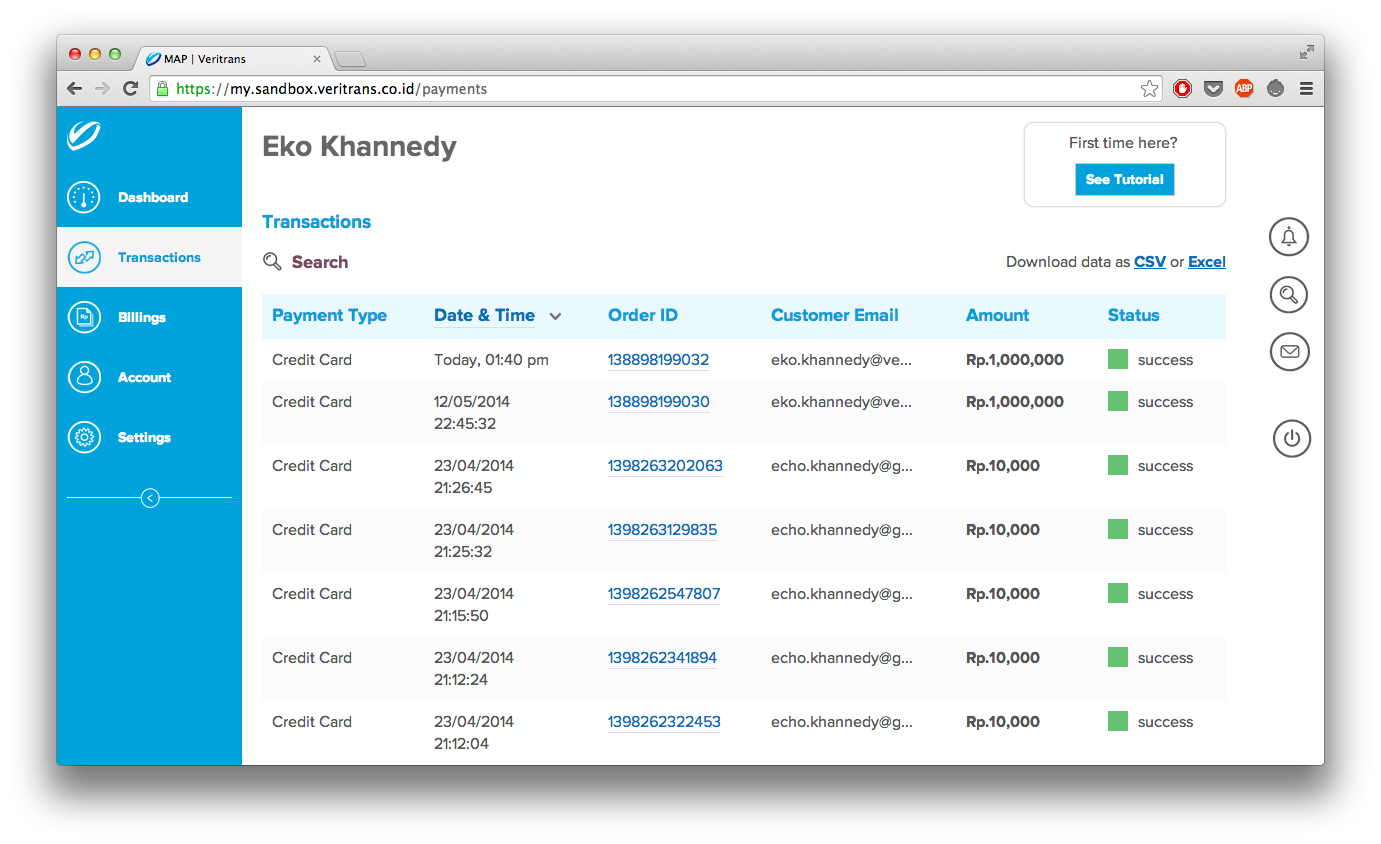 MAP | Veritrans
https://my.sandbox.veritrans.co.id/payments
ABP
Eko Khannedy
First time here?
See Tutorial
Dashboard
Transactions
Billings
Account
Settings
Rp
Transactions
Search
Download data as CSV or Excel
Payment Type Date & Time Order ID Customer Email Amount Status
Credit Card Today, 01:40 pm 138898199032 eko.khannedy@ve... Rp.1,000,000 success
Credit Card 12/05/2014 138898199030 eko.khannedy@ve... Rp.1,000,000 success
22:45:32
Credit Card 23/04/2014 1398263202063 echo.khannedy@g... Rp.10,000 success
21:26:45
Credit Card 23/04/2014 1398263129835 echo.khannedy@g... Rp.10,000 success
21:25:32
Credit Card 23/04/2014 1398262547807 echo.khannedy@g... Rp.10,000 success
21:15:50
Credit Card 23/04/2014 1398262341894 echo.khannedy@g... Rp.10,000 success
21:12:24
Credit Card 23/04/2014 1398262322453 echo.khannedy@g... Rp.10,000 success
21:12:04